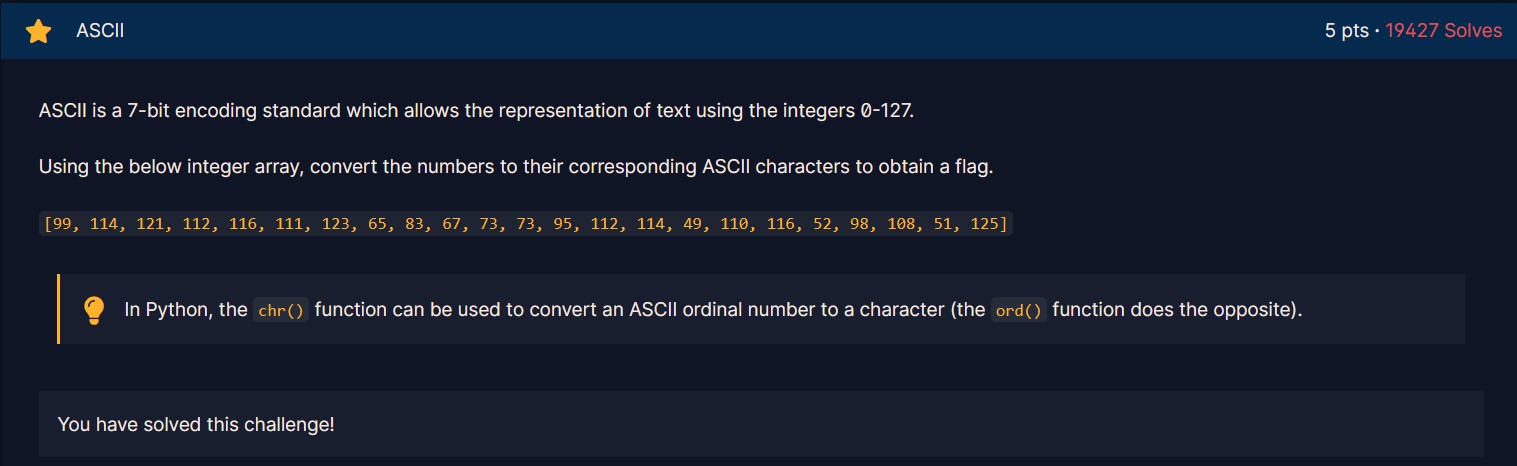 ASCII
5 pts · 19427 Solves
ASCII is a 7-bit encoding standard which allows the representation of text using the integers 0-127.
Using the below integer array, convert the numbers to their corresponding ASCII characters to obtain a flag.
[99, 114, 121, 112, 116, 111, 123, 65, 83, 67, 73, 73, 95, 112, 114, 49, 110, 116, 52, 98, 108, 51, 125]
In Python, the chr() function can be used to convert an ASCII ordinal number to a character (the ord() function does the opposite).
You have solved this challenge!